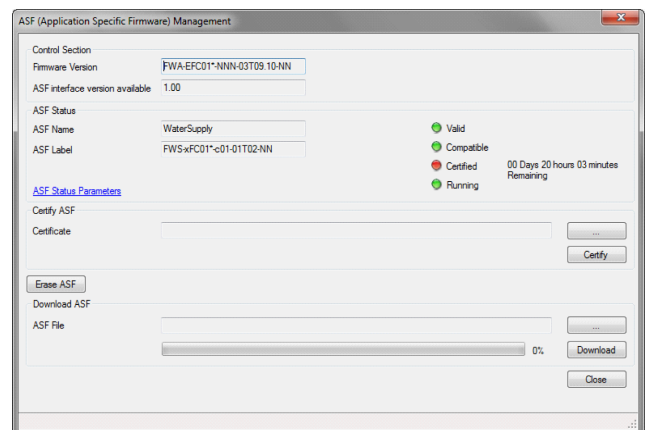 ASF (Application Specific Firmware) Management
Control Section
Firmware Version FWA-EFC01*-NNN-03T09.10-NN
ASF interface version available 1.00
ASF Status
ASF Name WaterSupply Valid
ASF Label FWS-xFC01*-c01-01T02-NN Compatible
Certified 00 Days 20 hours 03 minutes
Remaining
ASF Status Parameters Running
Certify ASF
Certificate ...
Certify
Erase ASF
Download ASF
ASF File ...
0% Download
Close